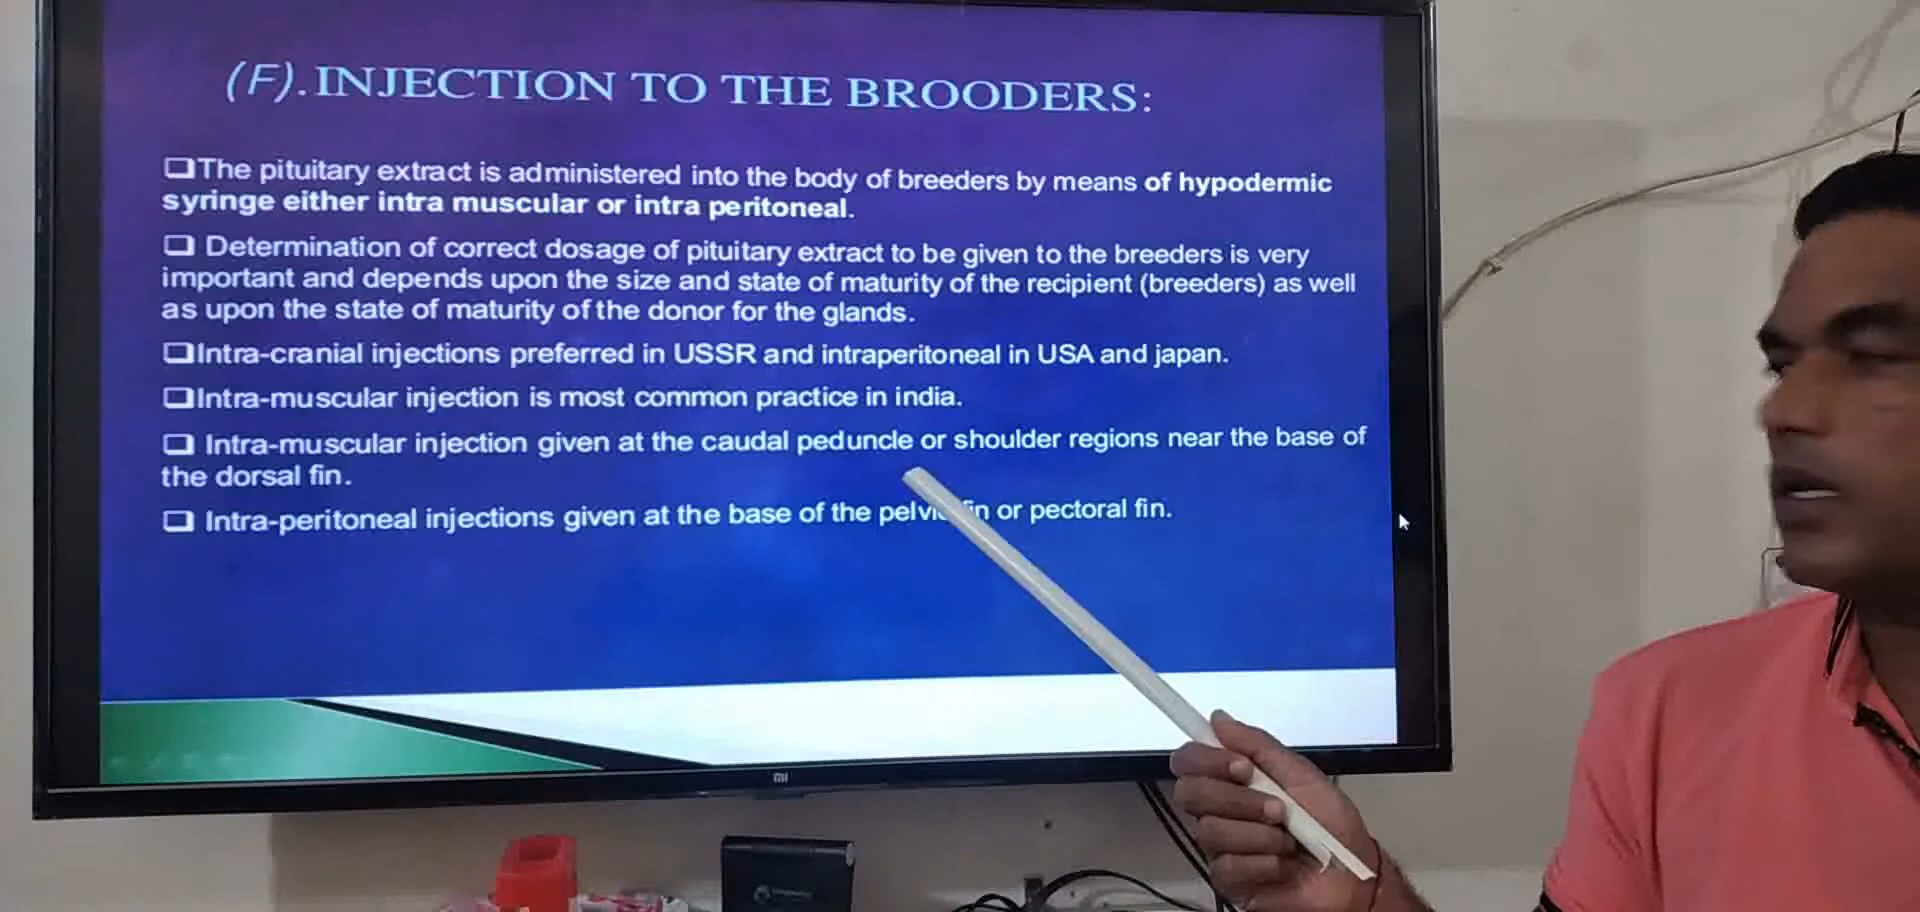 (F).INJECTION TO THE BROODERS:
The pituitary extract is administered into the body of breeders by means of hypodermic
syringe either intra muscular or intra peritoneal.
Determination of correct dosage of pituitary extract to be given to the breeders is very
important and depends upon the size and state of maturity of the recipient (breeders) as well
as upon the state of maturity of the donor for the glands.
Intra-cranial injections preferred in USSR and intraperitoneal in USA and japan.
Intra-muscular injection is most common practice in india.
Intra-muscular injection given at the caudal peduncle or shoulder regions near the base of
the dorsal fin.
Intra-peritoneal injections given at the base of the pelvic fin or pectoral fin.
mi